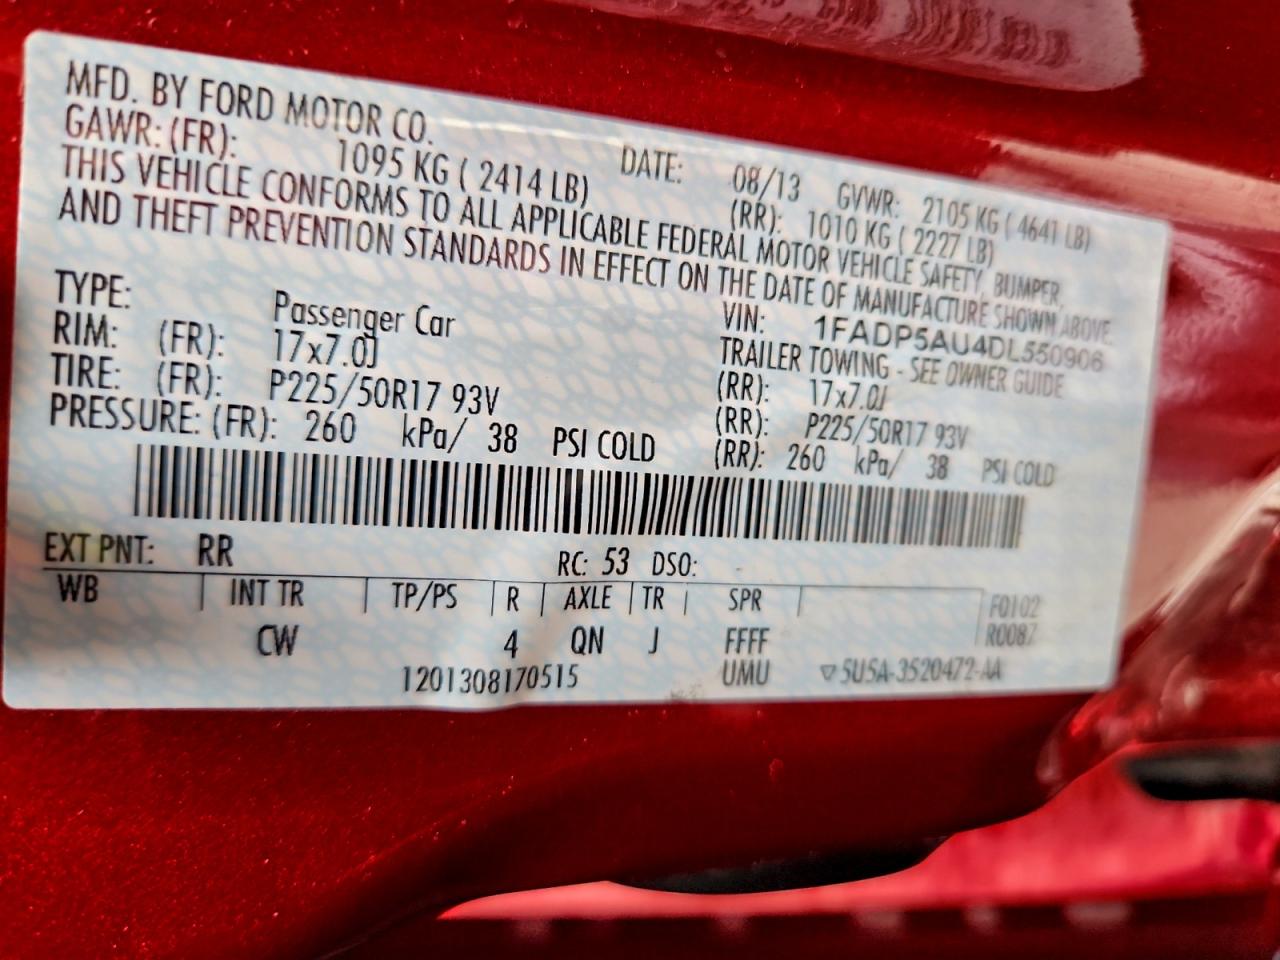 MFD. BY FORD MOTOR CO.
DATE: 08/13 GVWR: 2105 KG ( 4641 LB)
GAWR: (FR): 1095 KG ( 2414 LB) (RR): 1010 KG ( 2227 LB)
THIS VEHICLE CONFORMS TO ALL APPLICABLE FEDERAL MOTOR VEHICLE SAFETY, BUMPER,
AND THEFT PREVENTION STANDARDS IN EFFECT ON THE DATE OF MANUFACTURE SHOWN ABOVE.
VIN: 1FADP5AU4DL550906
TYPE: Passenger Car TRAILER TOWING - SEE OWNER GUIDE
RIM: (FR): 17x7.0J (RR): 17x7.0J
TIRE: (FR): P225/50R17 93V (RR): P225/50R17 93V
PRESSURE: (FR): 260 kPa/ 38 PSI COLD (RR): 260 kPa/ 38 PSI COLD
EXT PNT: RR RC: 53 DSO:
WB INT TR TP/PS R AXLE TR SPR F0102
CW 4 QN J FFFF R0087
1201308170515 UMU ▽5U5A-3520472-AA